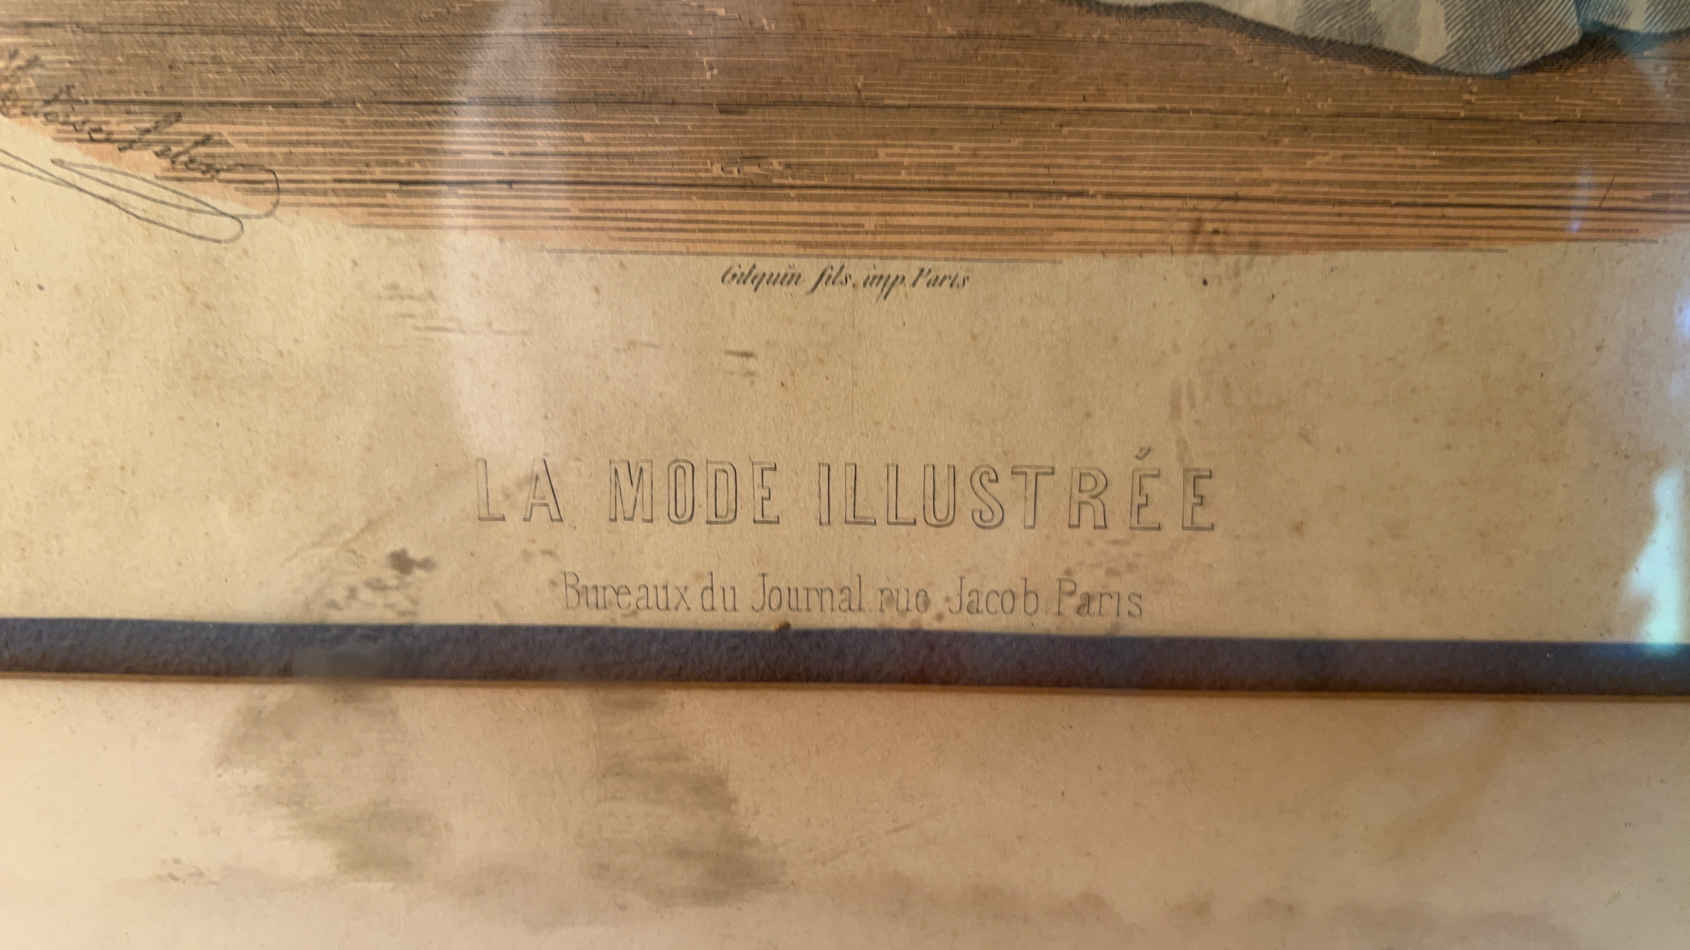 Gilquin fils, imp. Paris
LA MODE ILLUSTRÉE
Bureaux du Journal rue Jacob Paris